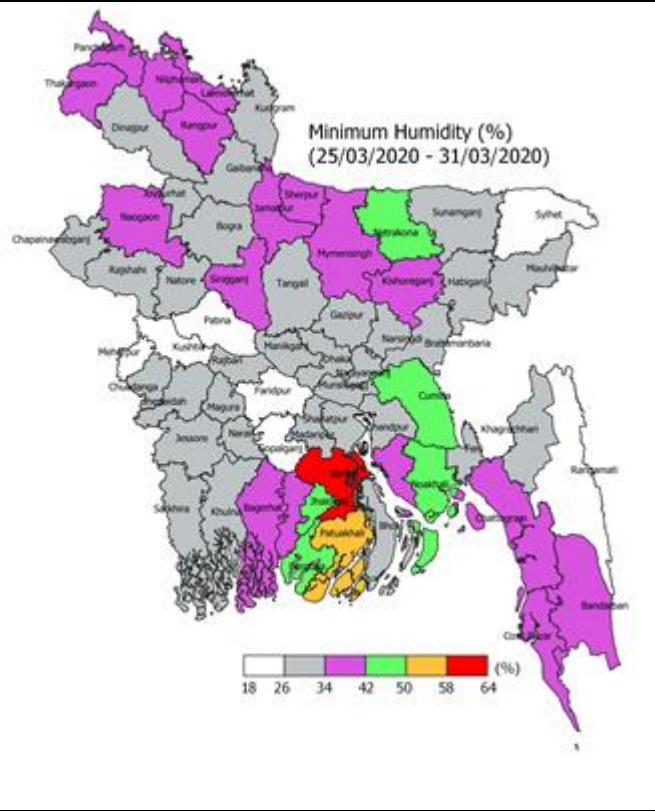 Panchagarh
Thakurgaon
Nilphamari
Lalmonirhat
Rangpur
Kurigram
Dinajpur
Minimum Humidity (%)
(25/03/2020 - 31/03/2020)
Gaibandha
Joypurhat
Sherpur
Jamalpur
Naogaon
Bogra
Netrakona
Sunamganj
Sylhet
Chapainawabganj
Mymensingh
Rajshahi
Natore
Sirajganj
Tangail
Kishoreganj
Habiganj
Maulvibazar
Pabna
Gazipur
Narsingdi
Brahamanbaria
Meherpur
Kushtia
Rajbari
Manikganj
Dhaka
Chuadanga
Magura
Faridpur
Cumilla
Jessore
Narail
Gopalganj
Madaripur
Shariatpur
Chandpur
Khagrachhari
Feni
Rangamati
Satkhira
Khulna
Bagerhat
Noakhali
Patuakhali
Bhola
Chattogram
Bandarban
Cox's Bazar
(%)
18 26 34 42 50 58 64